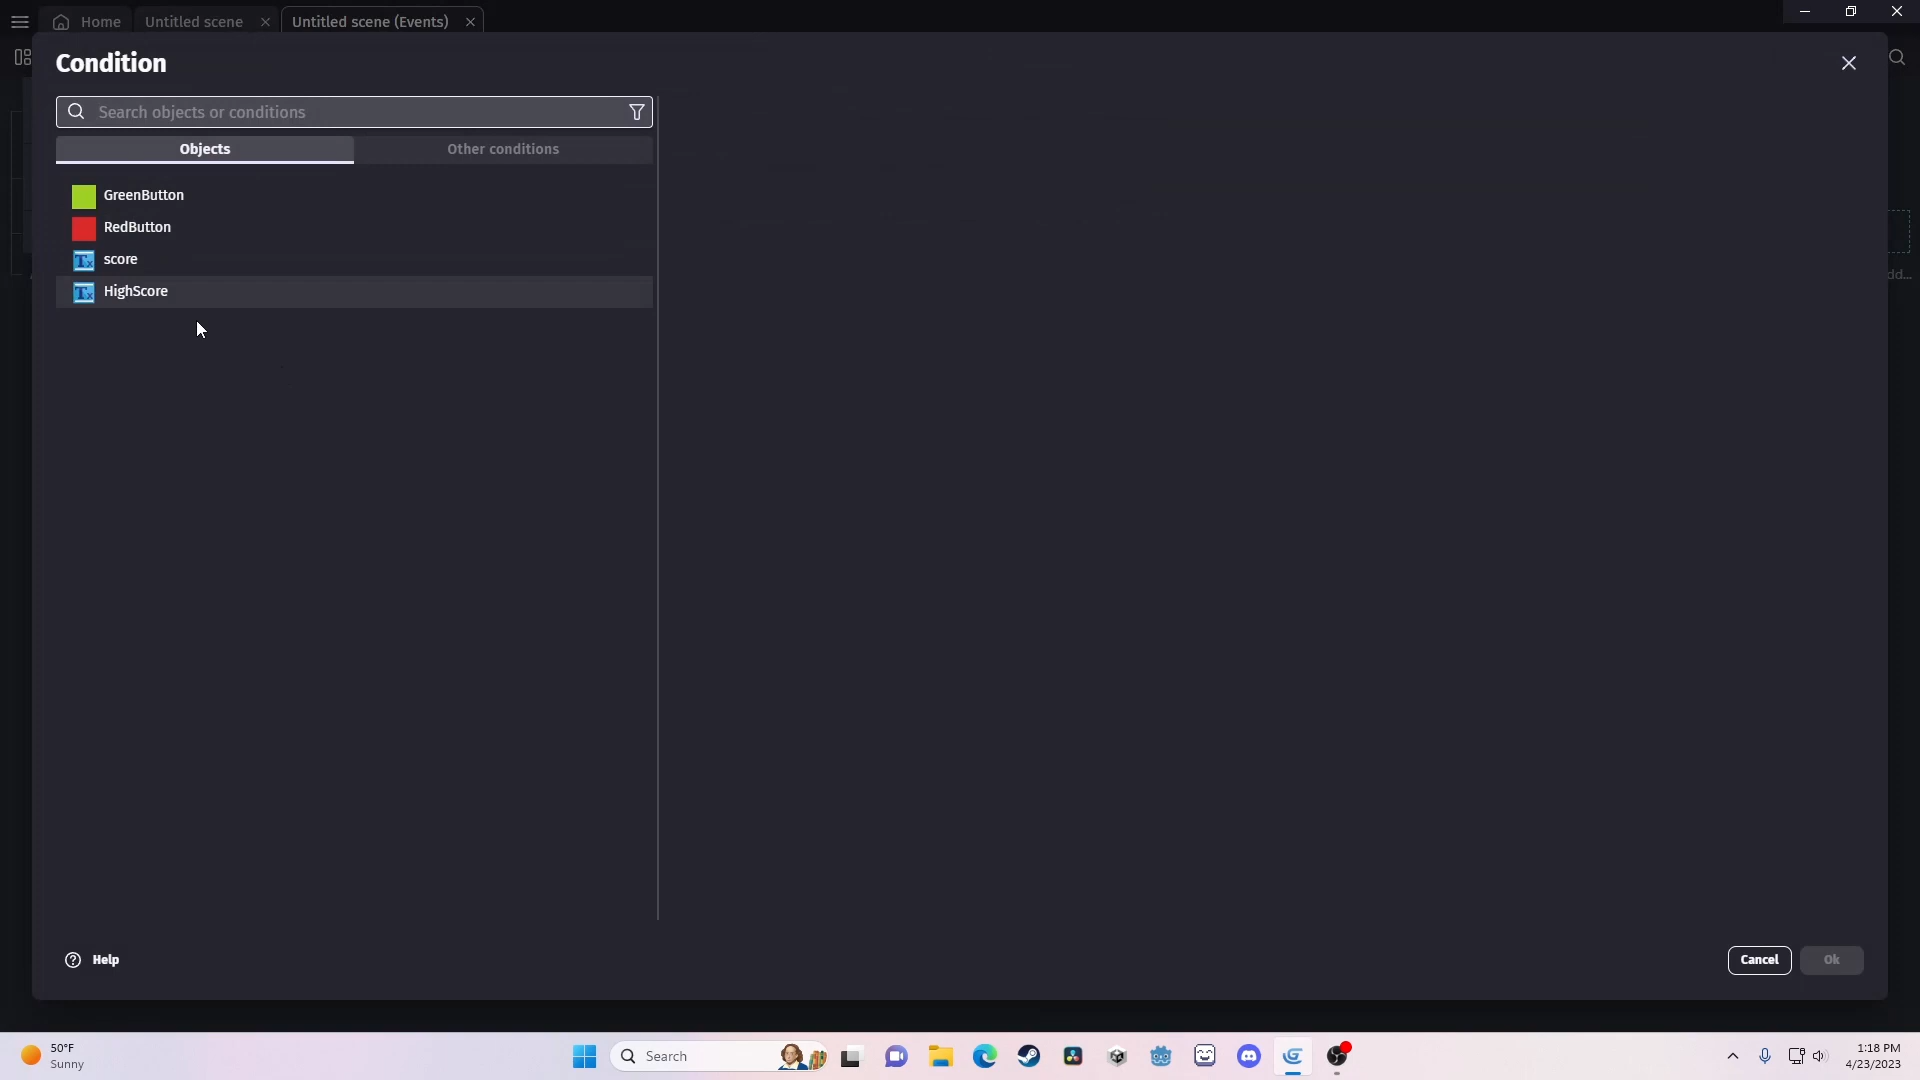 Home
Untitled scene
Untitled scene (Events)
Condition
Search objects or conditions
Objects
Other conditions
GreenButton
RedButton
score
HighScore
dd...
Help
Cancel
Ok
50°F
Sunny
Search
1:18 PM
4/23/2023